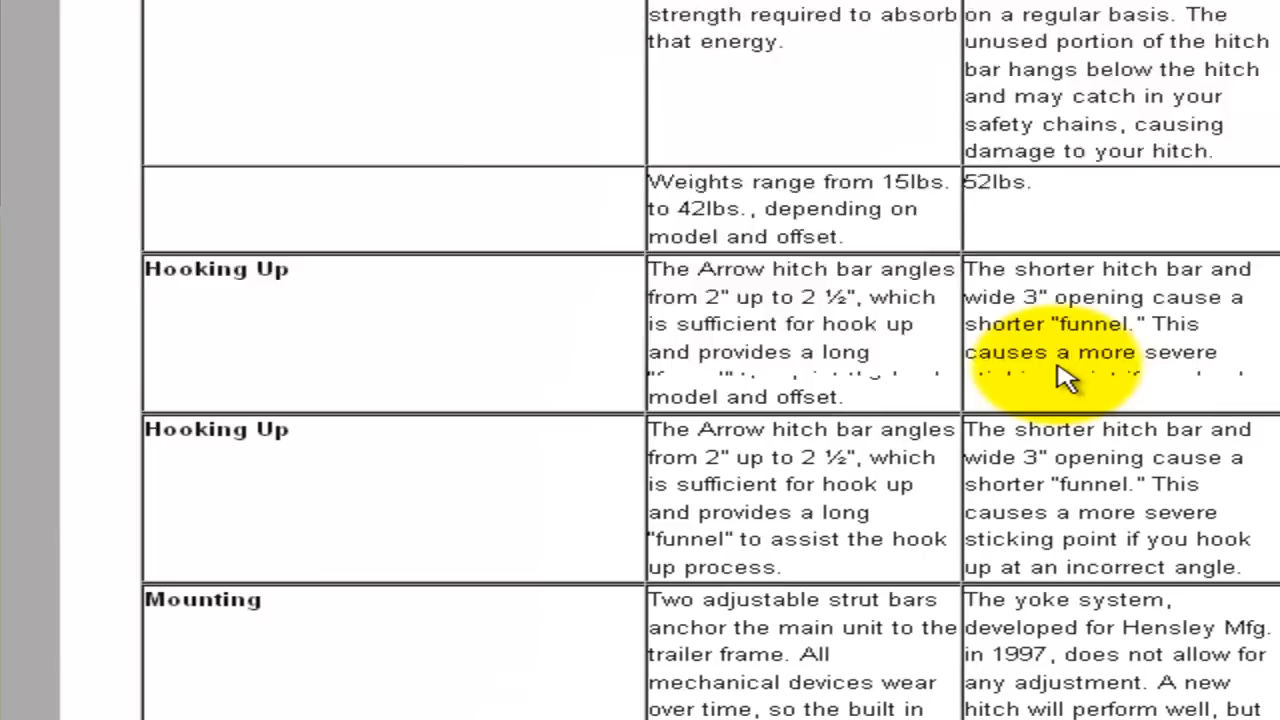 strength required to absorb
that energy.
on a regular basis. The
unused portion of the hitch
bar hangs below the hitch
and may catch in your
safety chains, causing
damage to your hitch.
Weights range from 15lbs.
to 42lbs., depending on
model and offset.
52lbs.
Hooking Up
The Arrow hitch bar angles
from 2" up to 2 ½", which
is sufficient for hook up
and provides a long
model and offset.
The shorter hitch bar and
wide 3" opening cause a
shorter "funnel." This
causes a more severe
Hooking Up
The Arrow hitch bar angles
from 2" up to 2 ½", which
is sufficient for hook up
and provides a long
"funnel" to assist the hook
up process.
The shorter hitch bar and
wide 3" opening cause a
shorter "funnel." This
causes a more severe
sticking point if you hook
up at an incorrect angle.
Mounting
Two adjustable strut bars
anchor the main unit to the
trailer frame. All
mechanical devices wear
over time, so the built in
The yoke system,
developed for Hensley Mfg.
in 1997, does not allow for
any adjustment. A new
hitch will perform well, but